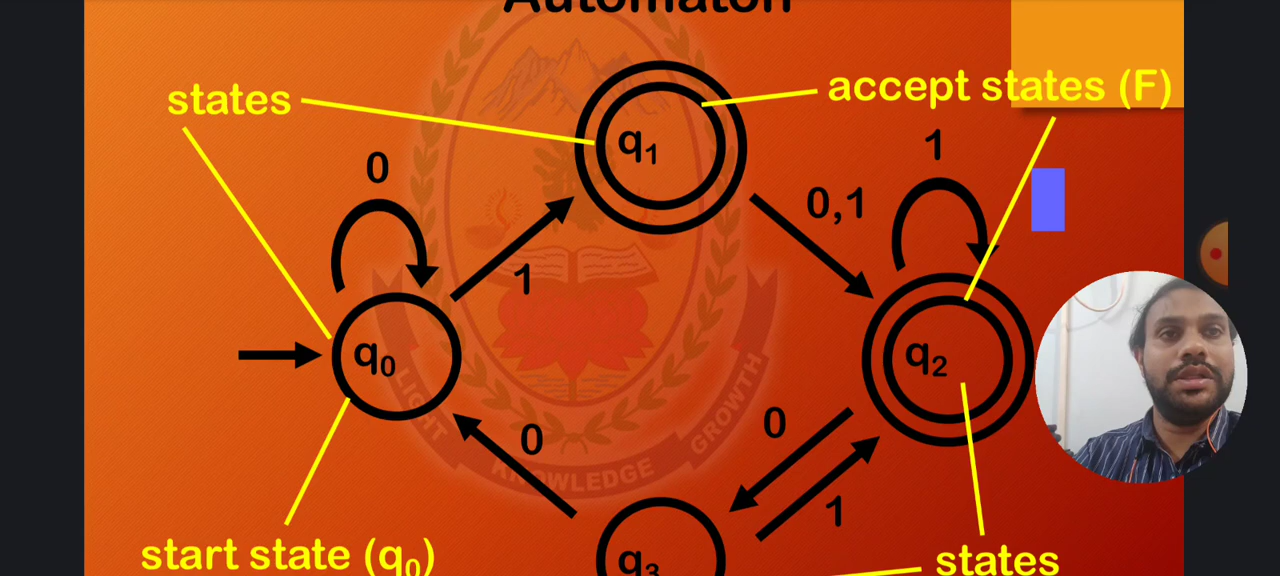 Automaton
states
accept states (F)
q1
0
1
0,1
1
q0
q2
0
0
1
LIGHT
KNOWLEDGE
GROWTH
start state (q0)
q3
states